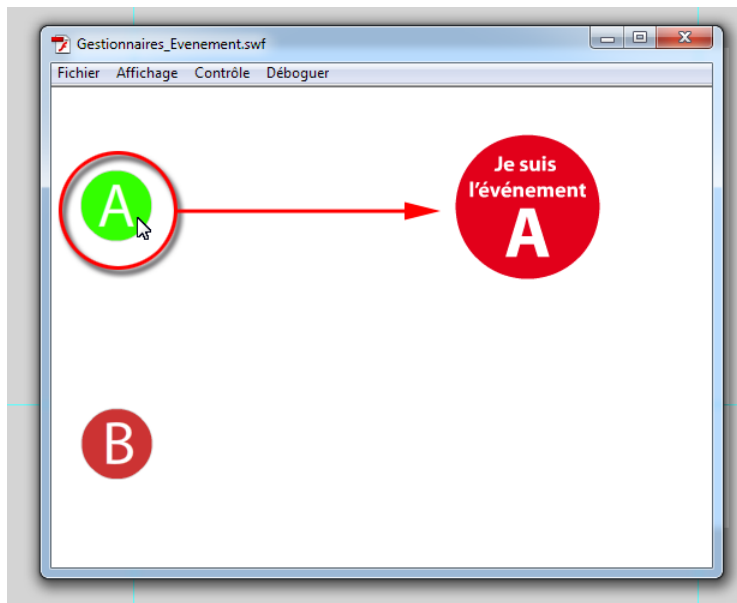 Gestionnaires_Evenement.swf
Fichier Affichage Contrôle Déboguer
A
Je suis
l'événement
A
B